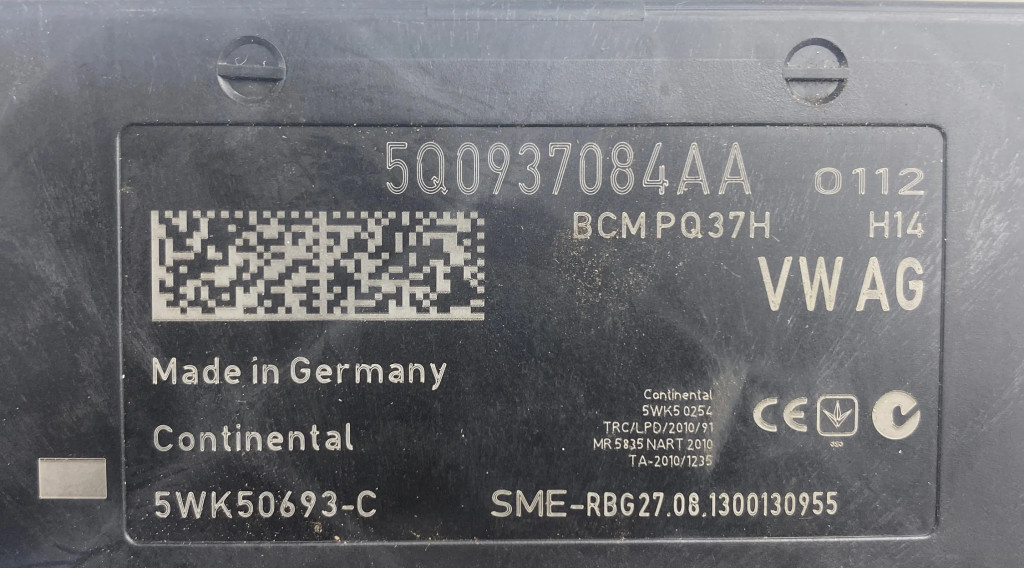 5Q0937084AA 0112
BCM PQ37H H14
VW AG
Made in Germany
Continental
5WK5 0254
TRC/LPD/2010/91
MR 5835 NART 2010
TA-2010/1235
CE
Continental
5WK50693-C SME-RBG27.08.1300130955